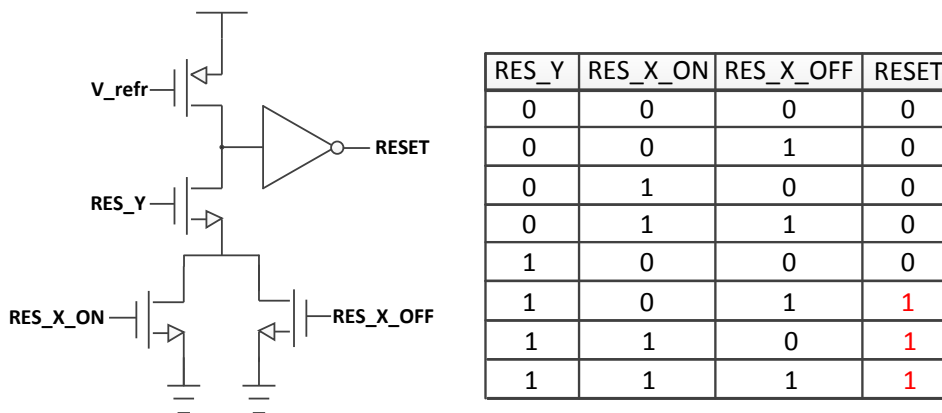 V_refr
RESET
RES_Y
RES_X_ON
RES_X_OFF
RES_Y RES_X_ON RES_X_OFF RESET
0 0 0 0
0 0 1 0
0 1 0 0
0 1 1 0
1 0 0 0
1 0 1 1
1 1 0 1
1 1 1 1